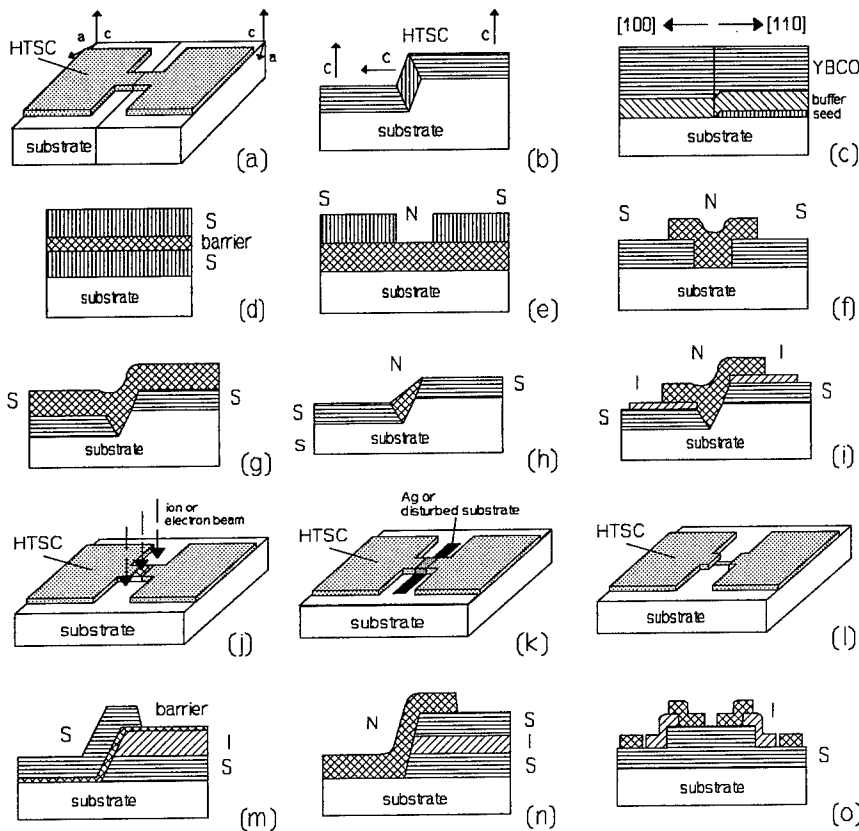 HTSC
a
c
c
a
substrate
(a)
HTSC
c
c
c
(b)
[100] [110]
YBCO
buffer
seed
substrate
(c)
S
barrier
S
substrate
(d)
S N S
substrate
(e)
S N S
substrate
(f)
S S
substrate
(g)
N
S S
S substrate
(h)
N I
I
S S
substrate
(i)
ion or
electron beam
HTSC
substrate
(j)
Ag or
disturbed substrate
HTSC
substrate
(k)
HTSC
substrate
(l)
barrier
S
I
S
substrate
(m)
N
S
I
S
substrate
(n)
I
S
substrate
(o)